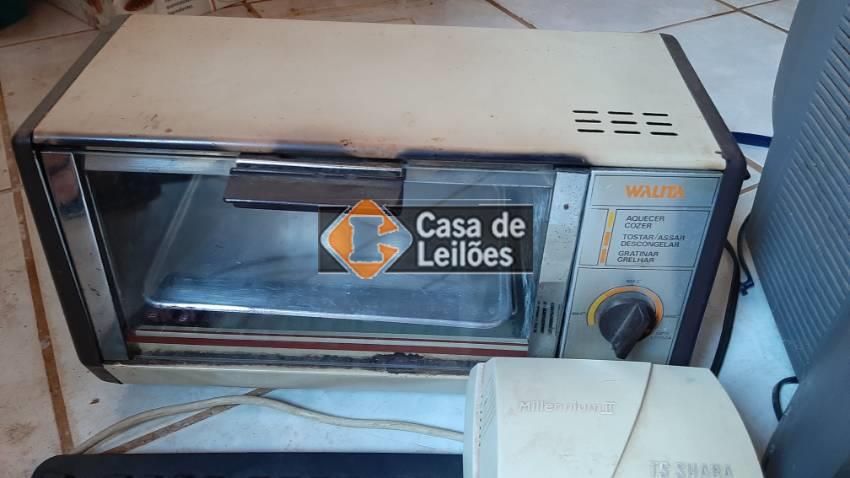 WALITA
AQUECER
COZER
TOSTAR/ASSAR
DESCONGELAR
GRATINAR
GRELHAR
Casa de
Leilões
Millennium II
TS SHARA